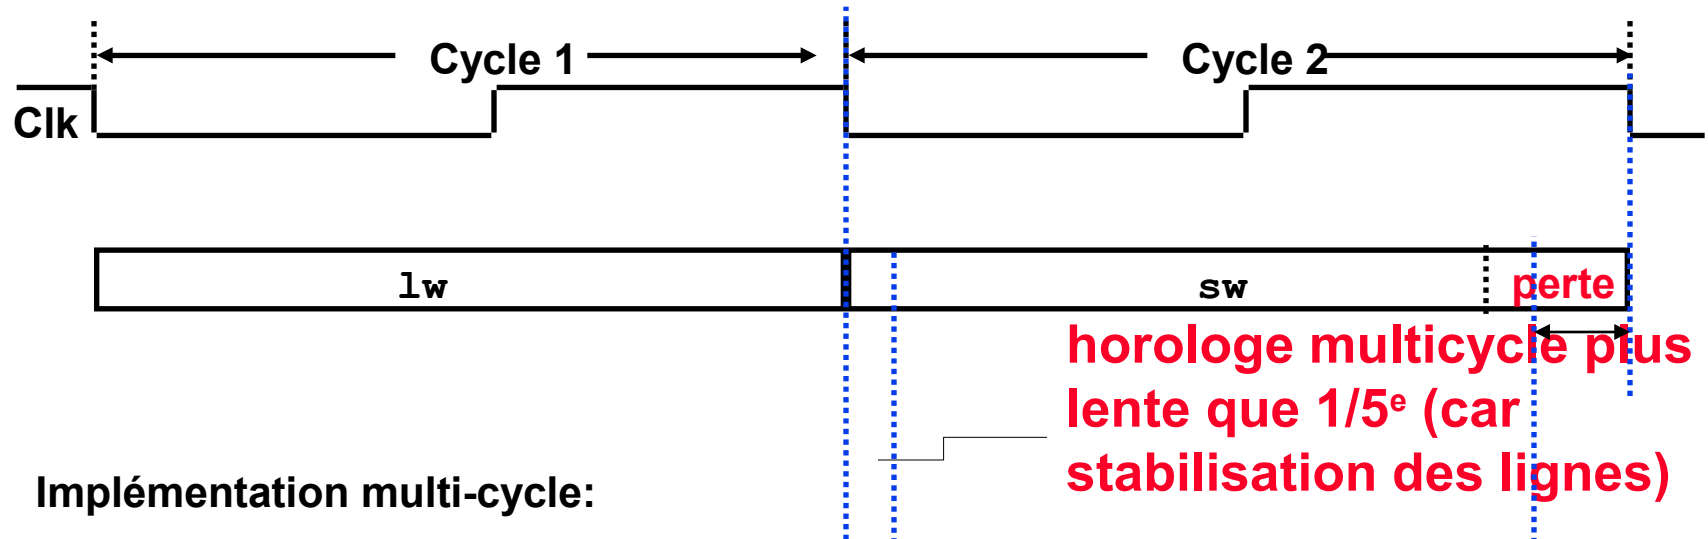 Cycle 1 Cycle 2
Clk
lw sw perte
horologe multicycle plus
lente que 1/5e (car
stabilisation des lignes)
Implémentation multi-cycle: